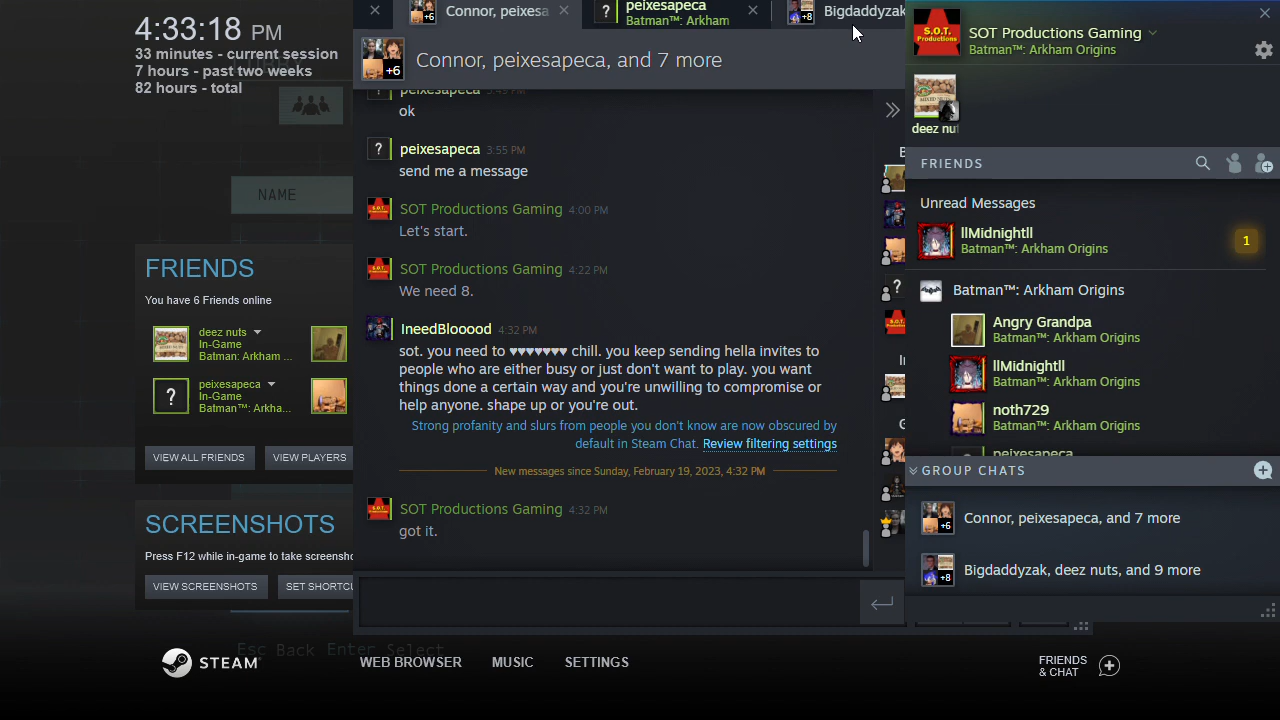 4:33:18 PM
33 minutes - current session
7 hours - past two weeks
82 hours - total
NAME
FRIENDS
You have 6 Friends online
deez nuts
In-Game
Batman: Arkham ...
peixesapeca
In-Game
Batman™: Arkha...
VIEW ALL FRIENDS
VIEW PLAYERS
SCREENSHOTS
Press F12 while in-game to take screensho
VIEW SCREENSHOTS
SET SHORTCU
Esc Back Enter Select
STEAM
Connor, peixesa
peixesapeca
Batman™: Arkham
Bigdaddyzak
+6
+8
+6
Connor, peixesapeca, and 7 more
peixesapeca 3:49 PM
ok
peixesapeca 3:55 PM
send me a message
SOT Productions Gaming 4:00 PM
Let's start.
SOT Productions Gaming 4:22 PM
We need 8.
IneedBlooood 4:32 PM
sot. you need to ♥♥♥♥♥♥♥ chill. you keep sending hella invites to
people who are either busy or just don't want to play. you want
things done a certain way and you're unwilling to compromise or
help anyone. shape up or you're out.
Strong profanity and slurs from people you don't know are now obscured by
default in Steam Chat. Review filtering settings
New messages since Sunday, February 19, 2023, 4:32 PM
SOT Productions Gaming 4:32 PM
got it.
WEB BROWSER
MUSIC
SETTINGS
S.O.T.
Productions
SOT Productions Gaming
Batman™: Arkham Origins
deez nut
FRIENDS
Unread Messages
llMidnightll
Batman™: Arkham Origins
1
Batman™: Arkham Origins
Angry Grandpa
Batman™: Arkham Origins
llMidnightll
Batman™: Arkham Origins
noth729
Batman™: Arkham Origins
peixesapeca
GROUP CHATS
+6
Connor, peixesapeca, and 7 more
+8
Bigdaddyzak, deez nuts, and 9 more
FRIENDS
& CHAT